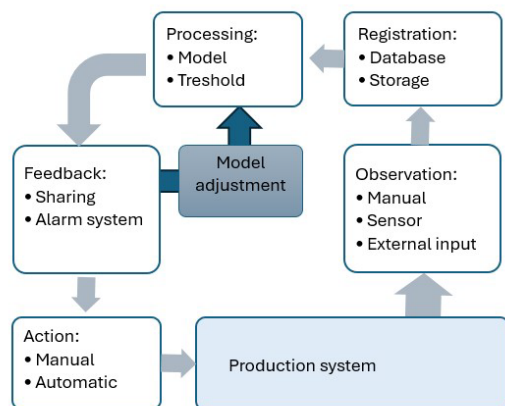 Processing:
• Model
• Treshold
Registration:
• Database
• Storage
Feedback:
• Sharing
• Alarm system
Model
adjustment
Observation:
• Manual
• Sensor
• External input
Action:
• Manual
• Automatic
Production system